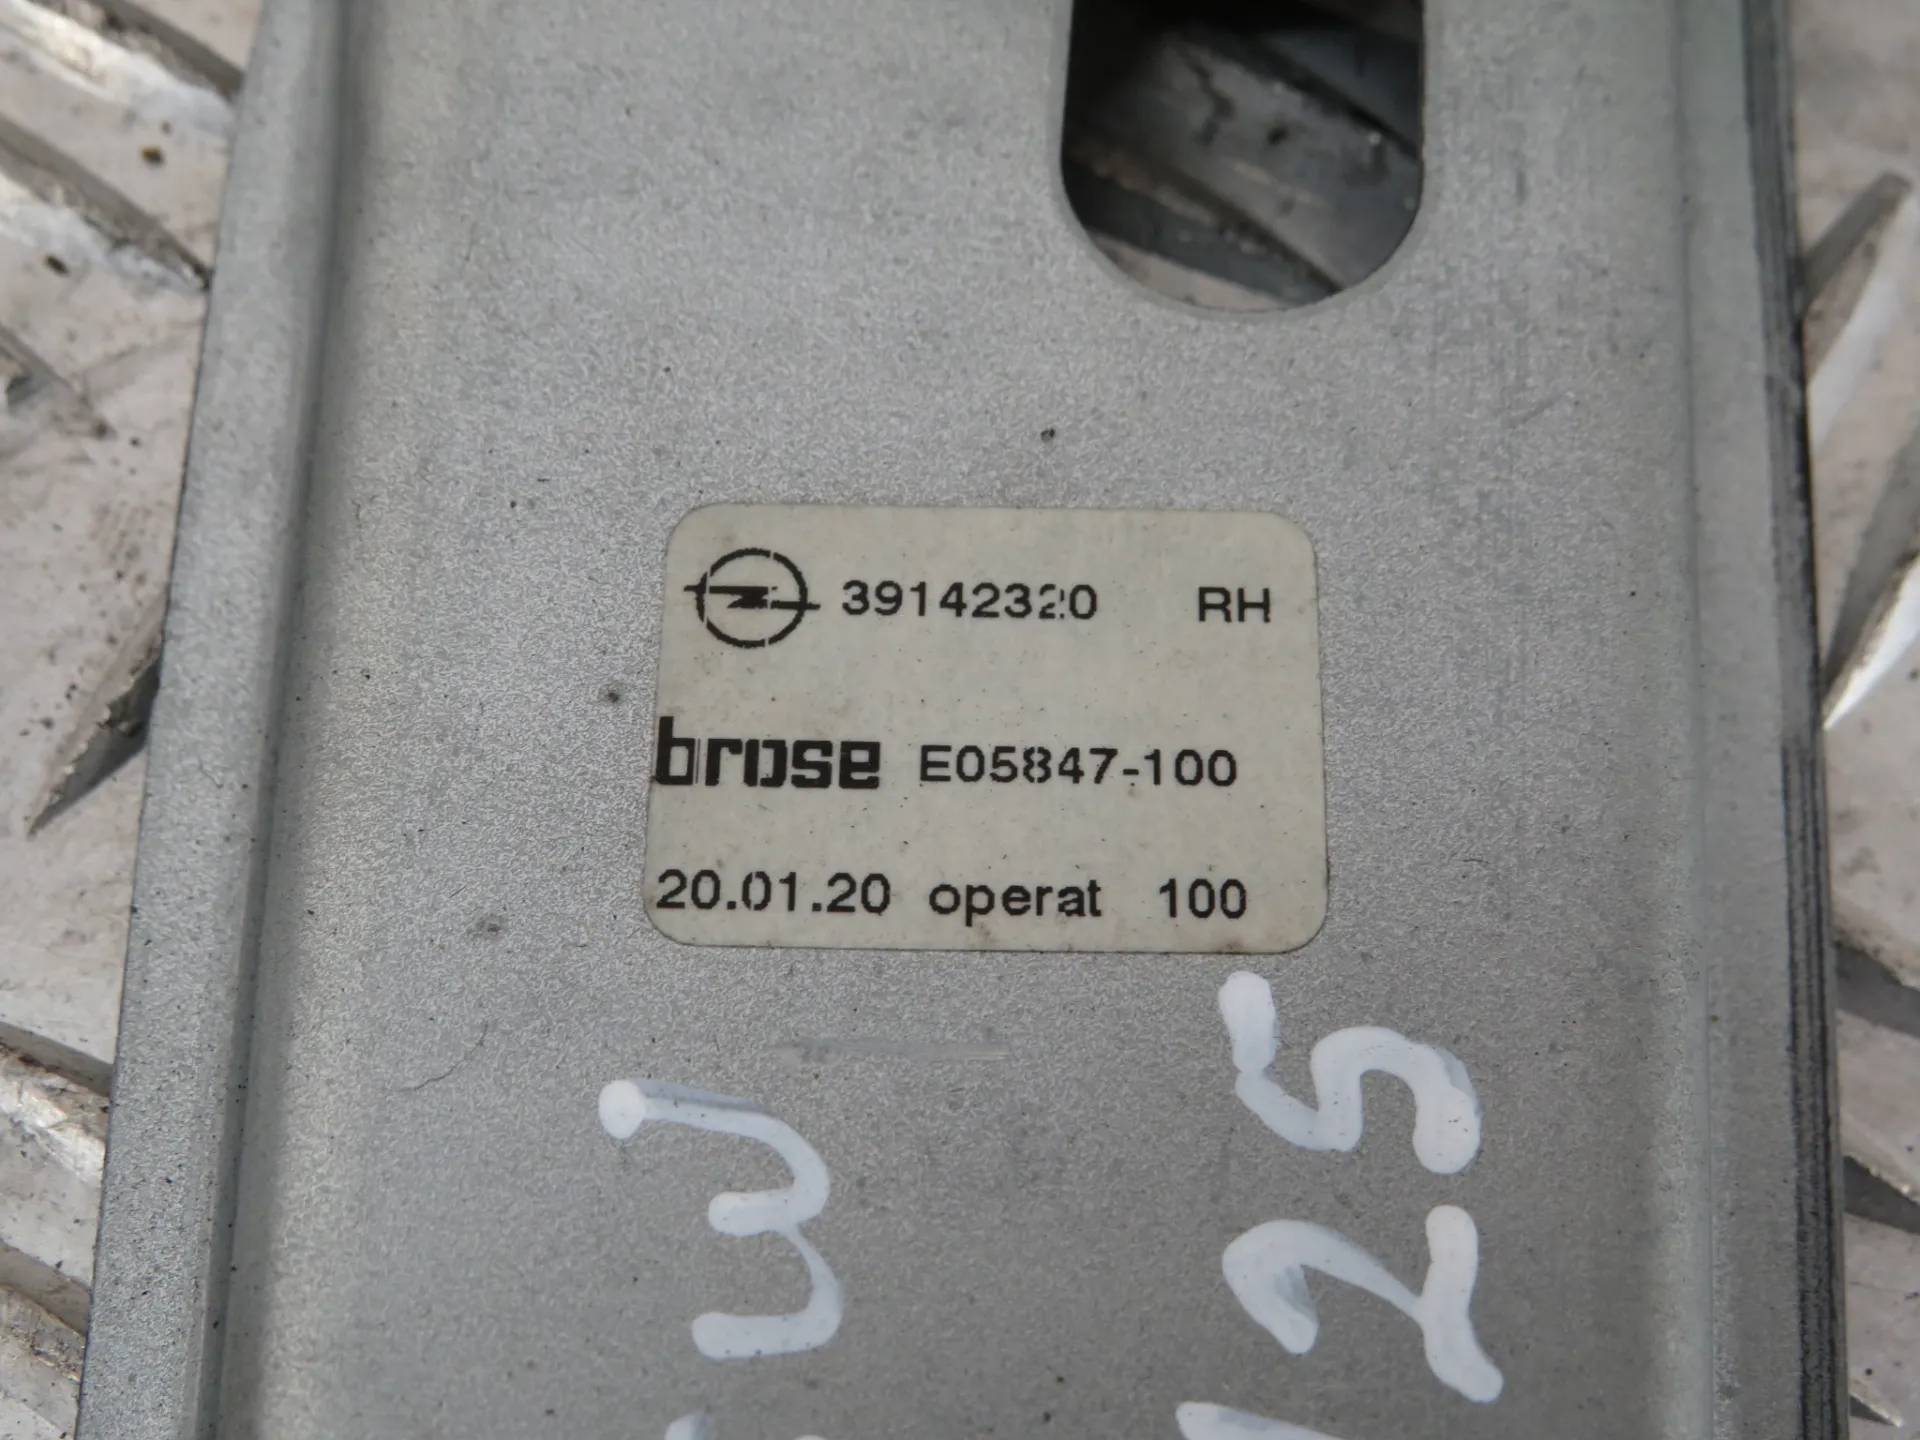 39142320 RH
brose E05847-100
20.01.20 operat 100